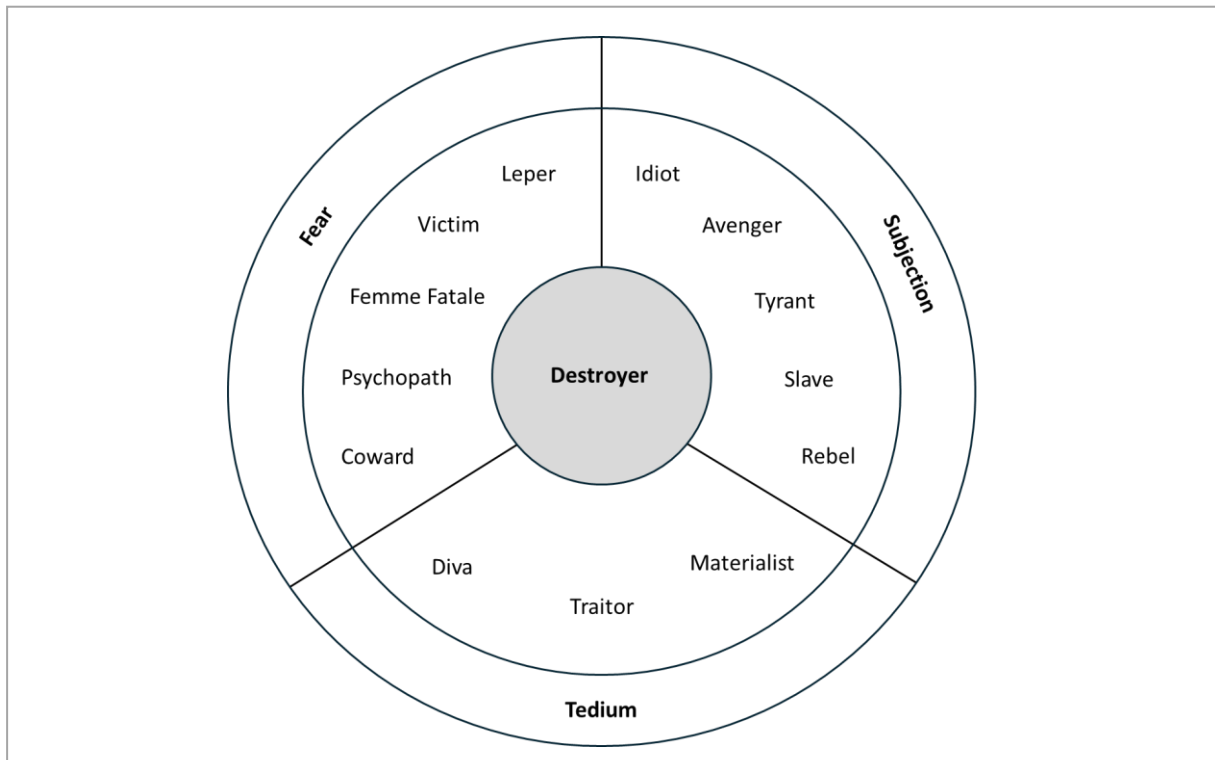 Leper
Idiot
Victim
Avenger
Fear
Subjection
Femme Fatale
Tyrant
Psychopath
Destroyer
Slave
Coward
Rebel
Diva
Materialist
Traitor
Tedium